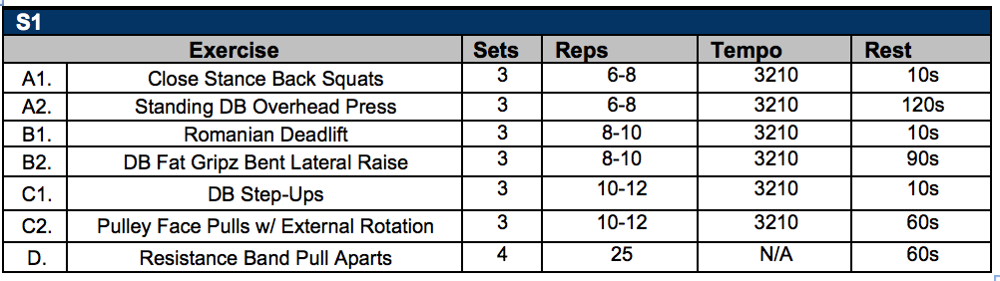 S1
Exercise Sets Reps Tempo Rest
A1. Close Stance Back Squats 3 6-8 3210 10s
A2. Standing DB Overhead Press 3 6-8 3210 120s
B1. Romanian Deadlift 3 8-10 3210 10s
B2. DB Fat Gripz Bent Lateral Raise 3 8-10 3210 90s
C1. DB Step-Ups 3 10-12 3210 10s
C2. Pulley Face Pulls w/ External Rotation 3 10-12 3210 60s
D. Resistance Band Pull Aparts 4 25 N/A 60s